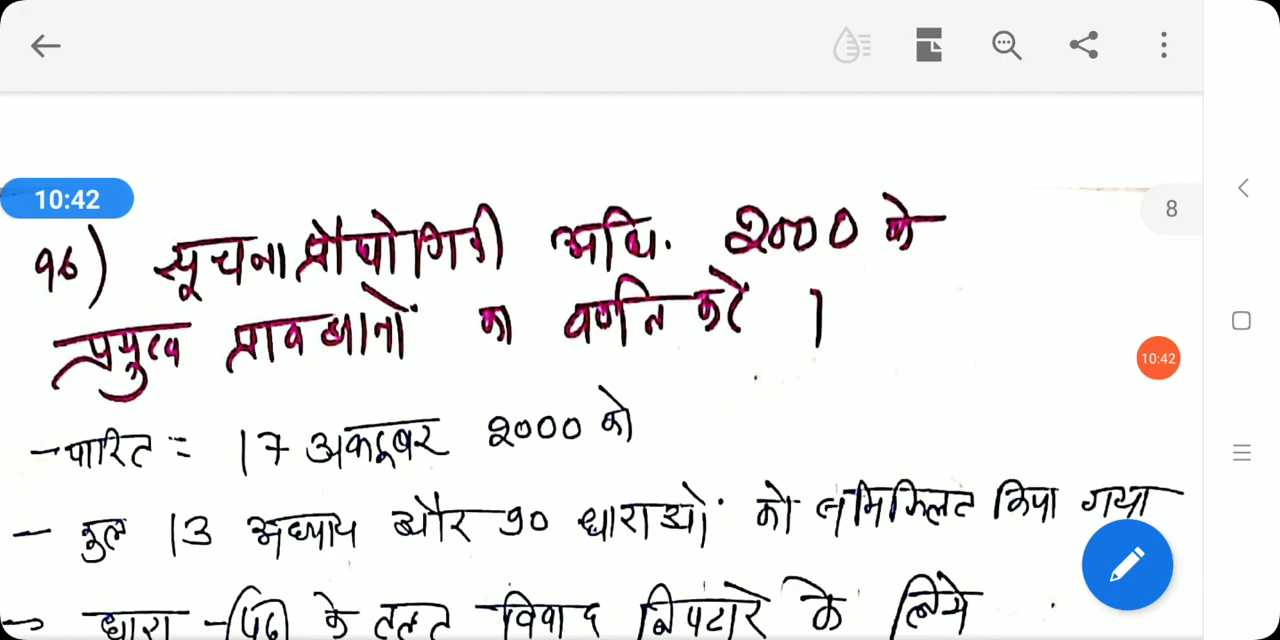 10:42
8
१६) सूचना प्रौद्योगिकी अधि. 2000 के
प्रमुख प्रावधानों का वर्णन करें ।
10:42
- पारित = 17 अक्टूबर 2000 को
- कुल 13 अध्याय और 90 धाराओं को सम्मिलित किया गया
- धारा - 46 के तहत विवाद निपटारे के लिये